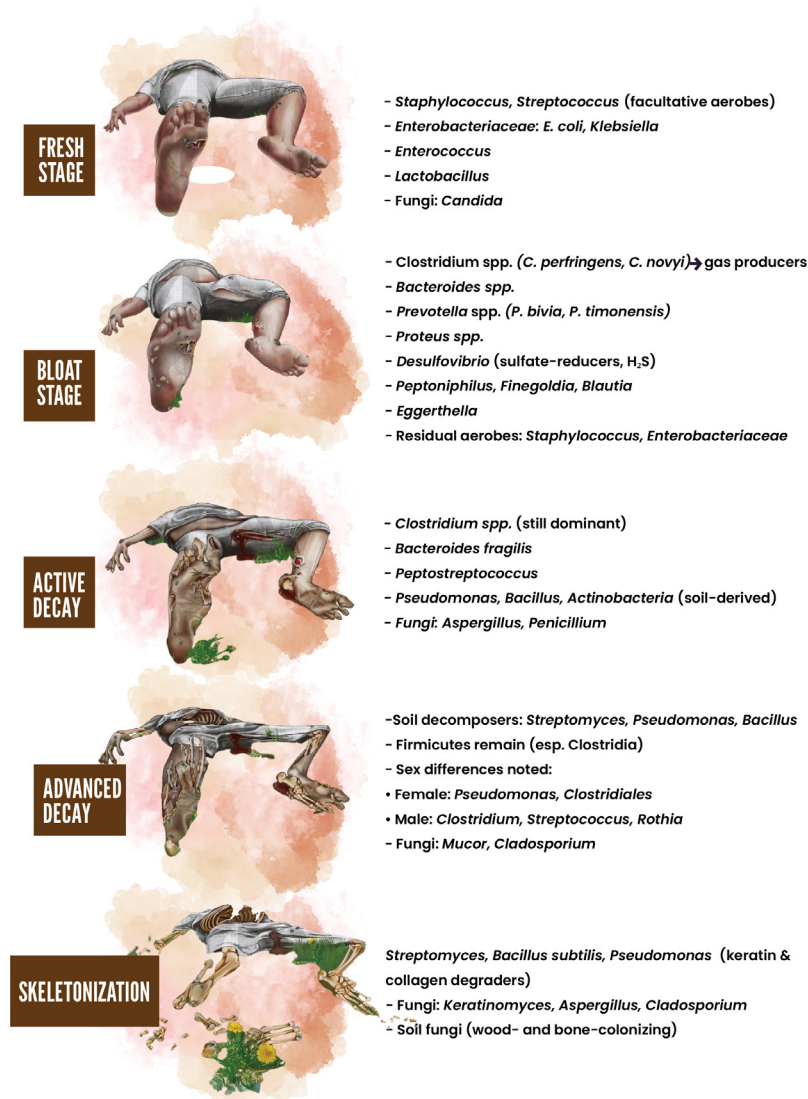 FRESH
STAGE
- Staphylococcus, Streptococcus (facultative aerobes)
- Enterobacteriaceae: E. coli, Klebsiella
- Enterococcus
- Lactobacillus
- Fungi: Candida
BLOAT
STAGE
- Clostridium spp. (C. perfringens, C. novyi)→gas producers
- Bacteroides spp.
- Prevotella spp. (P. bivia, P. timonensis)
- Proteus spp.
- Desulfovibrio (sulfate-reducers, H₂S)
- Peptoniphilus, Finegoldia, Blautia
- Eggerthella
- Residual aerobes: Staphylococcus, Enterobacteriaceae
ACTIVE
DECAY
- Clostridium spp. (still dominant)
- Bacteroides fragilis
- Peptostreptococcus
- Pseudomonas, Bacillus, Actinobacteria (soil-derived)
- Fungi: Aspergillus, Penicillium
ADVANCED
DECAY
-Soil decomposers: Streptomyces, Pseudomonas, Bacillus
- Firmicutes remain (esp. Clostridia)
- Sex differences noted:
• Female: Pseudomonas, Clostridiales
• Male: Clostridium, Streptococcus, Rothia
- Fungi: Mucor, Cladosporium
SKELETONIZATION
Streptomyces, Bacillus subtilis, Pseudomonas (keratin &
collagen degraders)
- Fungi: Keratinomyces, Aspergillus, Cladosporium
- Soil fungi (wood- and bone-colonizing)